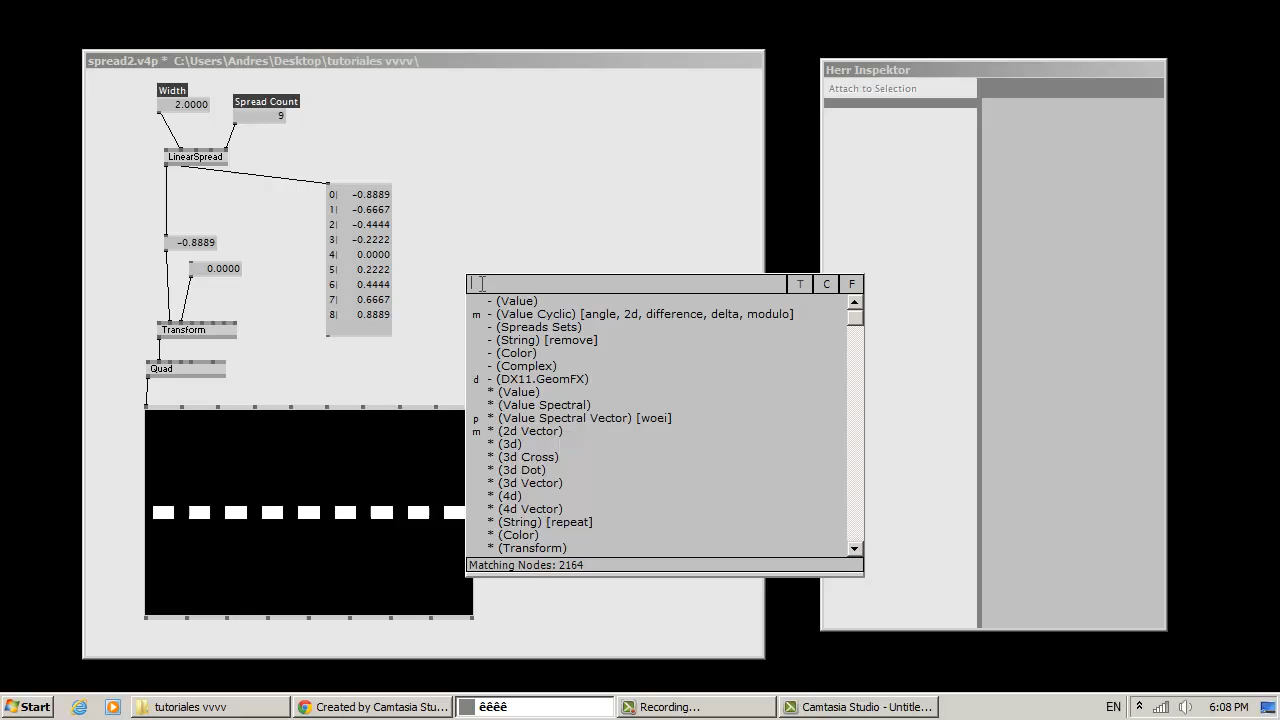 spread2.v4p * C:\Users\Andres\Desktop\tutoriales vvvv\
Width
2.0000
Spread Count
9
LinearSpread
0| -0.8889
1| -0.6667
2| -0.4444
3| -0.2222
4| 0.0000
5| 0.2222
6| 0.4444
7| 0.6667
8| 0.8889
-0.8889
0.0000
Transform
Quad
T C F
- (Value)
m - (Value Cyclic) [angle, 2d, difference, delta, modulo]
- (Spreads Sets)
- (String) [remove]
- (Color)
- (Complex)
d - (DX11.GeomFX)
* (Value)
* (Value Spectral)
p * (Value Spectral Vector) [woei]
m * (2d Vector)
* (3d)
* (3d Cross)
* (3d Dot)
* (3d Vector)
* (4d)
* (4d Vector)
* (String) [repeat]
* (Color)
* (Transform)
Matching Nodes: 2164
Herr Inspektor
Attach to Selection
Start
tutoriales vvvv
Created by Camtasia Stu...
êêêê
Recording...
Camtasia Studio - Untitle...
EN
6:08 PM